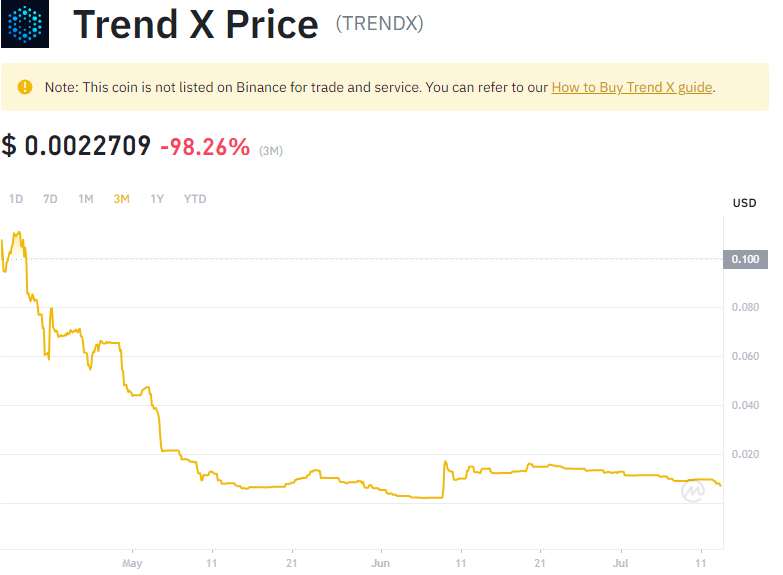 Trend X Price (TRENDX)
Note: This coin is not listed on Binance for trade and service. You can refer to our How to Buy Trend X guide.
$ 0.0022709 -98.26% (3M)
1D 7D 1M 3M 1Y YTD
USD
0.100
0.080
0.060
0.040
0.020
May 11 21 Jun 11 21 Jul 11